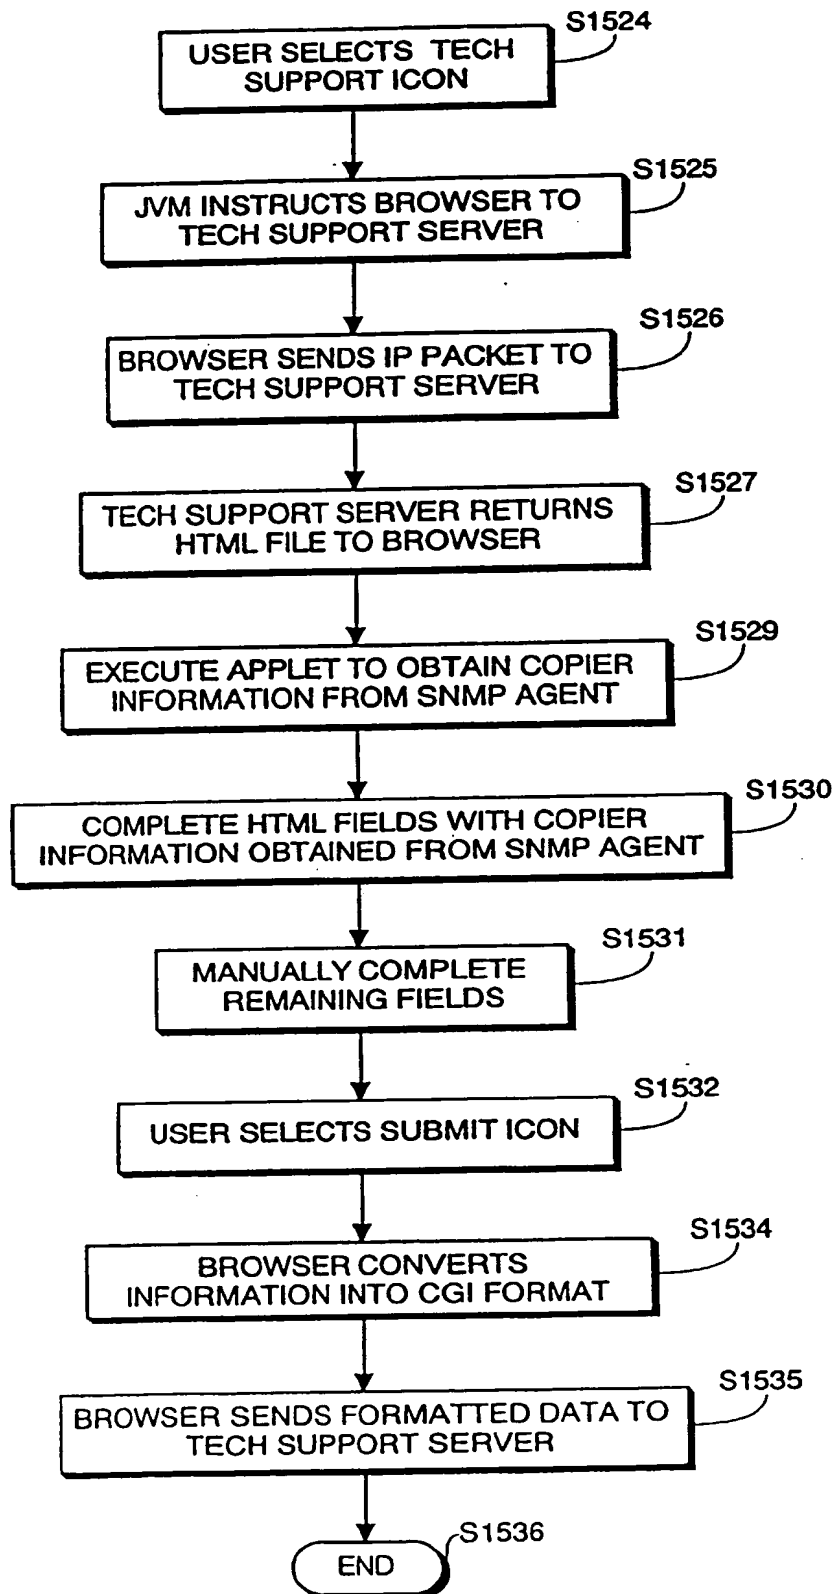 S1524
USER SELECTS TECH
SUPPORT ICON
S1525
JVM INSTRUCTS BROWSER TO
TECH SUPPORT SERVER
S1526
BROWSER SENDS IP PACKET TO
TECH SUPPORT SERVER
S1527
TECH SUPPORT SERVER RETURNS
HTML FILE TO BROWSER
S1529
EXECUTE APPLET TO OBTAIN COPIER
INFORMATION FROM SNMP AGENT
S1530
COMPLETE HTML FIELDS WITH COPIER
INFORMATION OBTAINED FROM SNMP AGENT
S1531
MANUALLY COMPLETE
REMAINING FIELDS
S1532
USER SELECTS SUBMIT ICON
S1534
BROWSER CONVERTS
INFORMATION INTO CGI FORMAT
S1535
BROWSER SENDS FORMATTED DATA TO
TECH SUPPORT SERVER
S1536
END